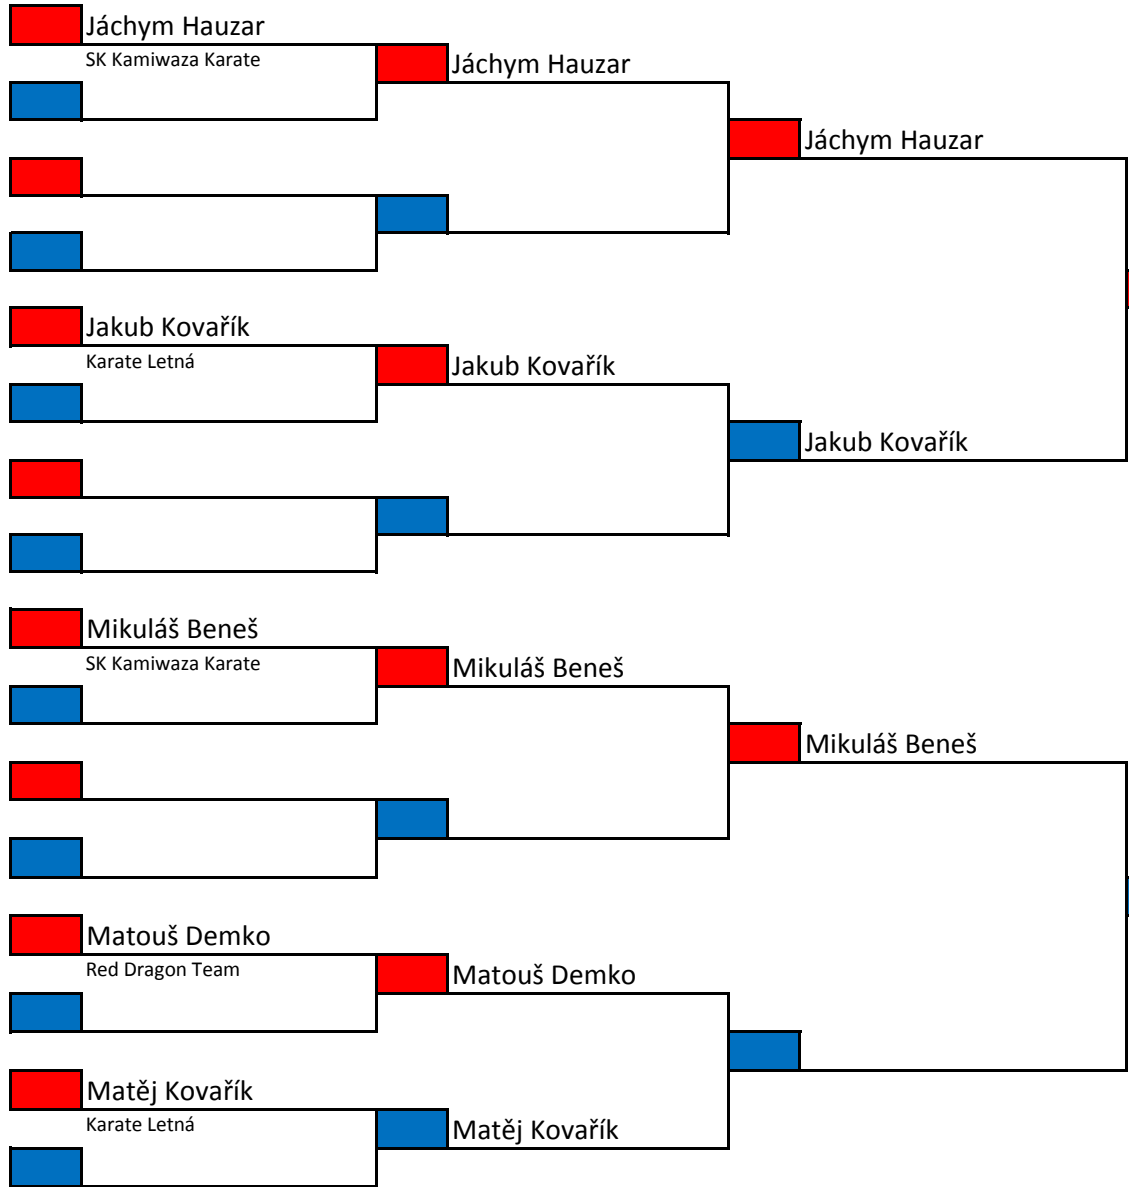 Jáchym Hauzar
SK Kamiwaza Karate
Jáchym Hauzar
Jáchym Hauzar
Jakub Kovařík
Karate Letná
Jakub Kovařík
Jakub Kovařík
Mikuláš Beneš
SK Kamiwaza Karate
Mikuláš Beneš
Mikuláš Beneš
Matouš Demko
Red Dragon Team
Matouš Demko
Matěj Kovařík
Karate Letná
Matěj Kovařík